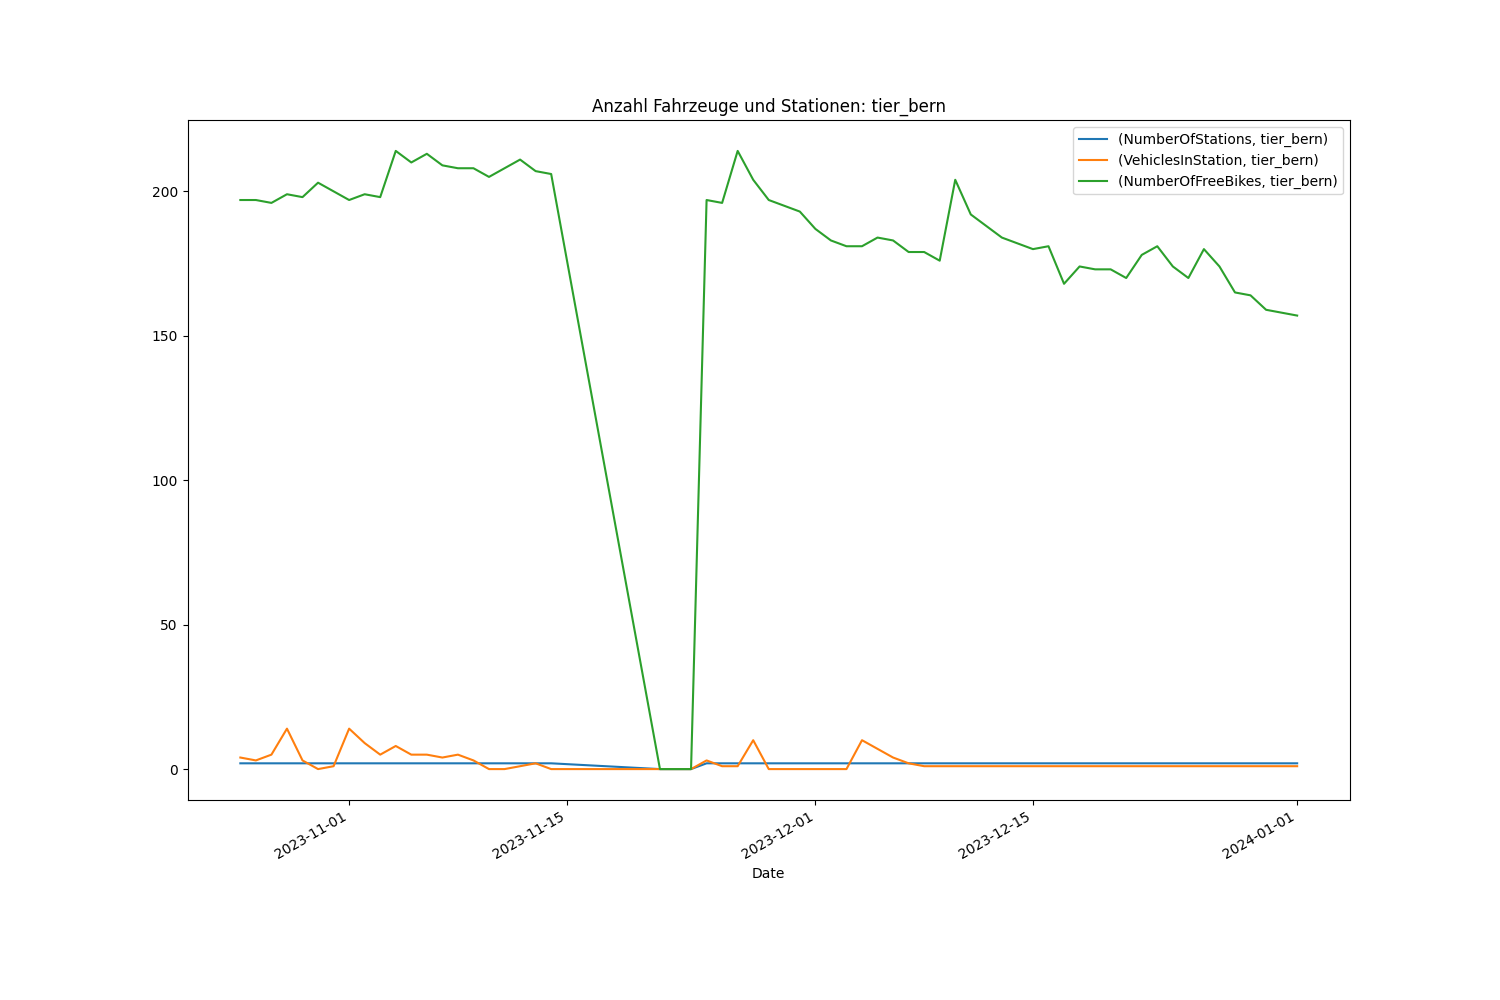 Anzahl Fahrzeuge und Stationen: tier_bern
(NumberOfStations, tier_bern)
(VehiclesInStation, tier_bern)
(NumberOfFreeBikes, tier_bern)
200
150
100
50
0
2023-11-01
2023-11-15
2023-12-01
2023-12-15
2024-01-01
Date